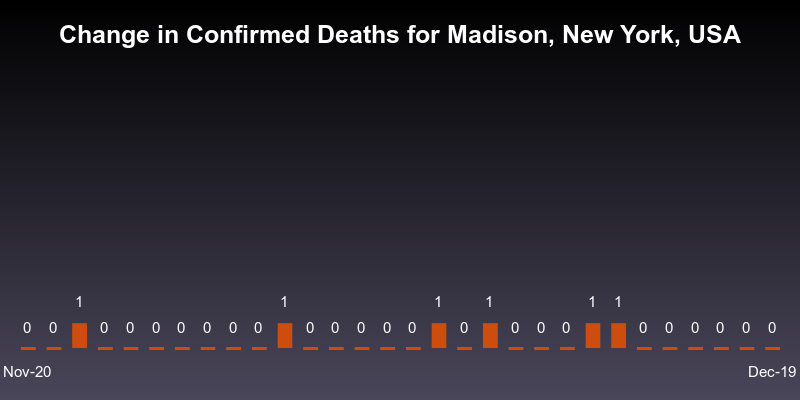 Change in Confirmed Deaths for Madison, New York, USA
1 1 1 1 1 1
0 0 0 0 0 0 0 0 0 0 0 0 0 0 0 0 0 0 0 0 0 0 0 0
Nov-20 Dec-19